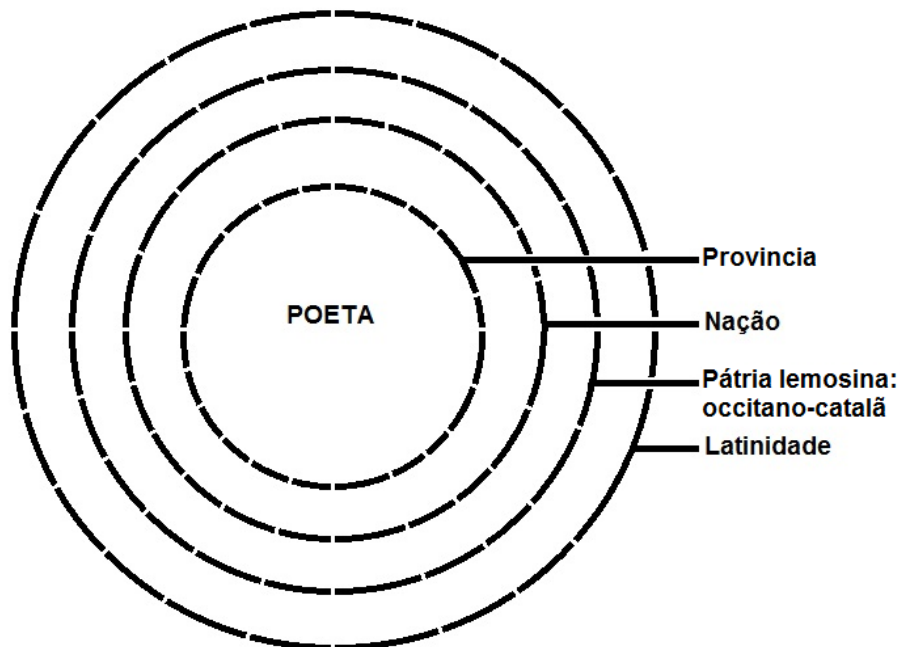 Provincia
POETA
Nação
Pátria lemosina:
occitano-catalã
Latinidade